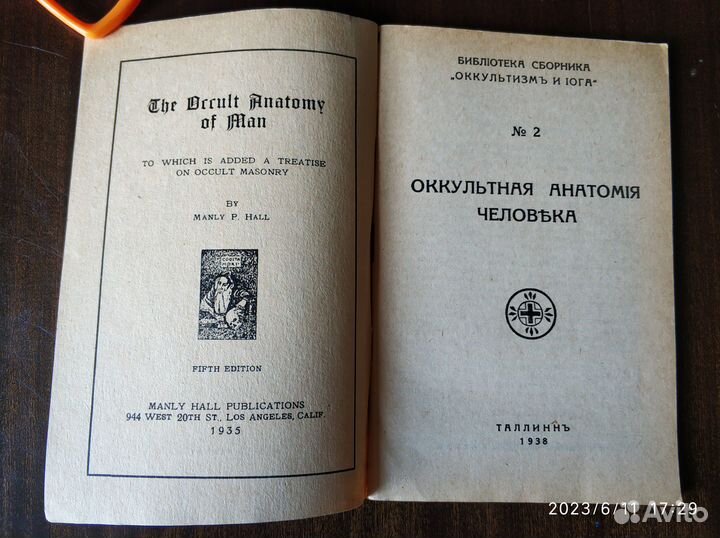 The Occult Anatomy
of Man
TO WHICH IS ADDED A TREATISE
ON OCCULT MASONRY
BY
MANLY P. HALL
FIFTH EDITION
MANLY HALL PUBLICATIONS
944 WEST 20TH ST., LOS ANGELES, CALIF.
1935
БИБЛІОТЕКА СБОРНИКА
„ОККУЛЬТИЗМЪ И ІОГА“
№ 2
ОККУЛЬТНАЯ АНАТОМІЯ
ЧЕЛОВѢКА
ТАЛЛИННЪ
1938
2023/6/11 17:29
Avito